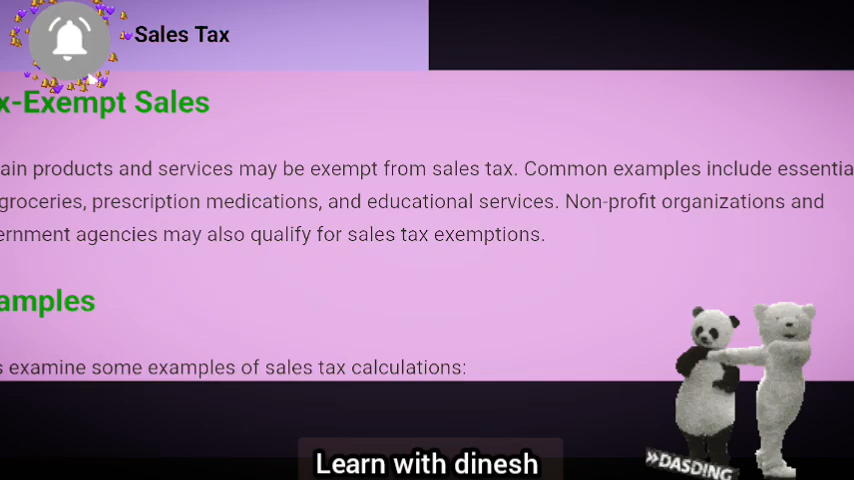 Sales Tax
x-Exempt Sales
ain products and services may be exempt from sales tax. Common examples include essentia
groceries, prescription medications, and educational services. Non-profit organizations and
ernment agencies may also qualify for sales tax exemptions.
amples
s examine some examples of sales tax calculations:
»DASDING
Learn with dinesh